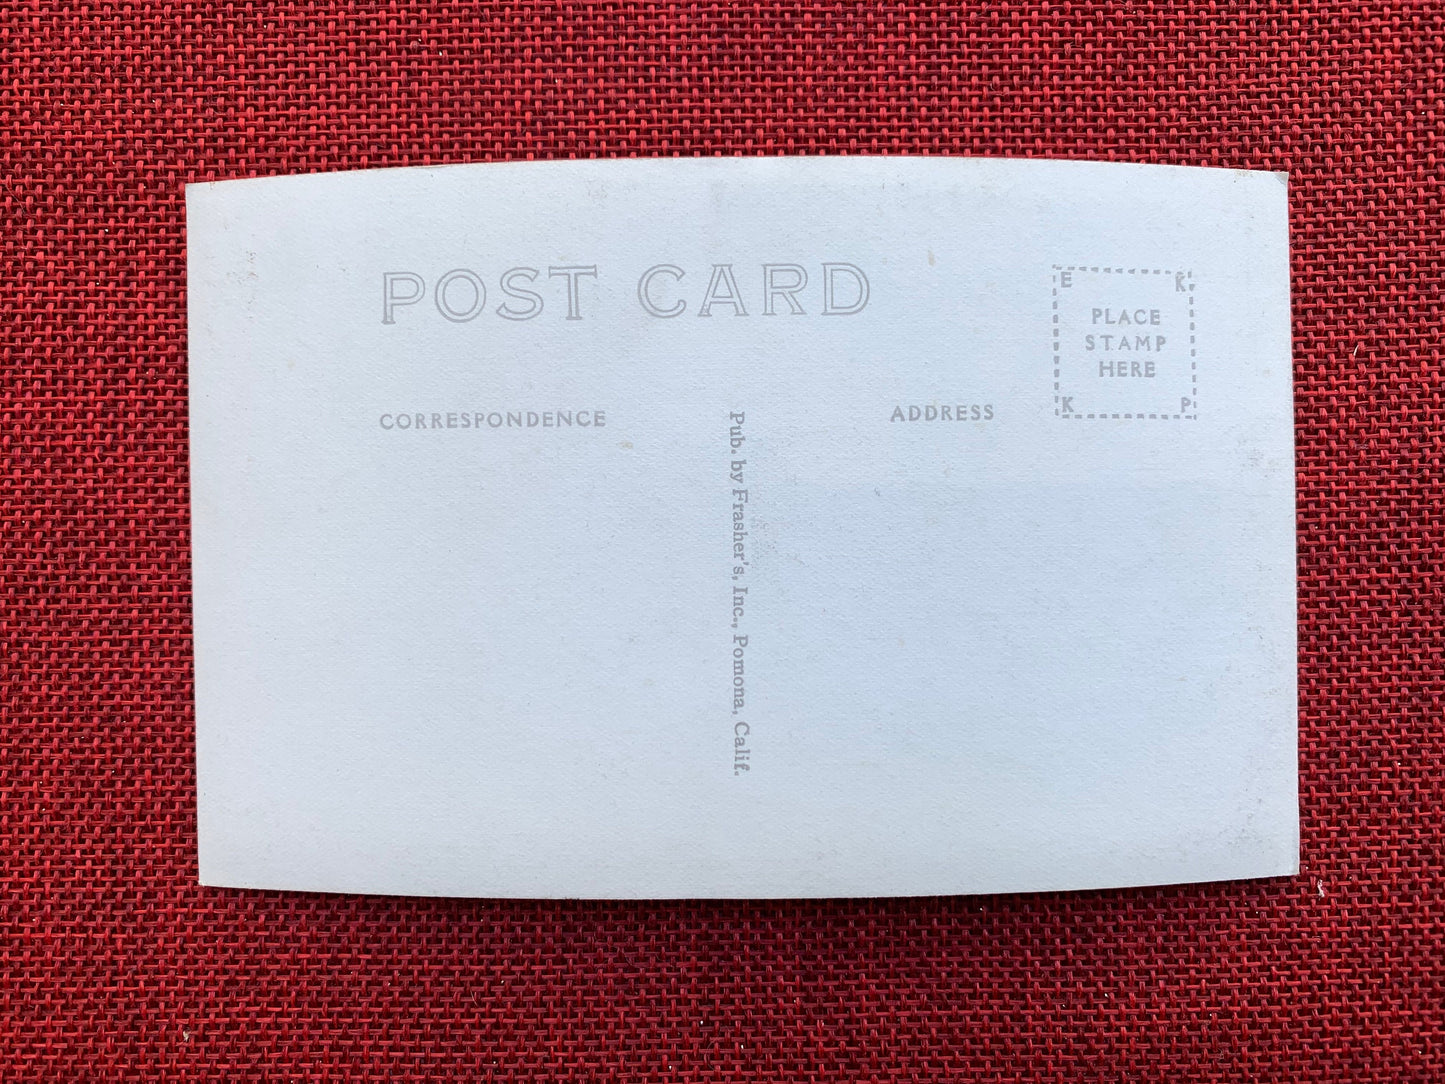 POST CARD
E K
PLACE
STAMP
HERE
K P
CORRESPONDENCE
ADDRESS
Pub. by Frasher's, Inc., Pomona, Calif.